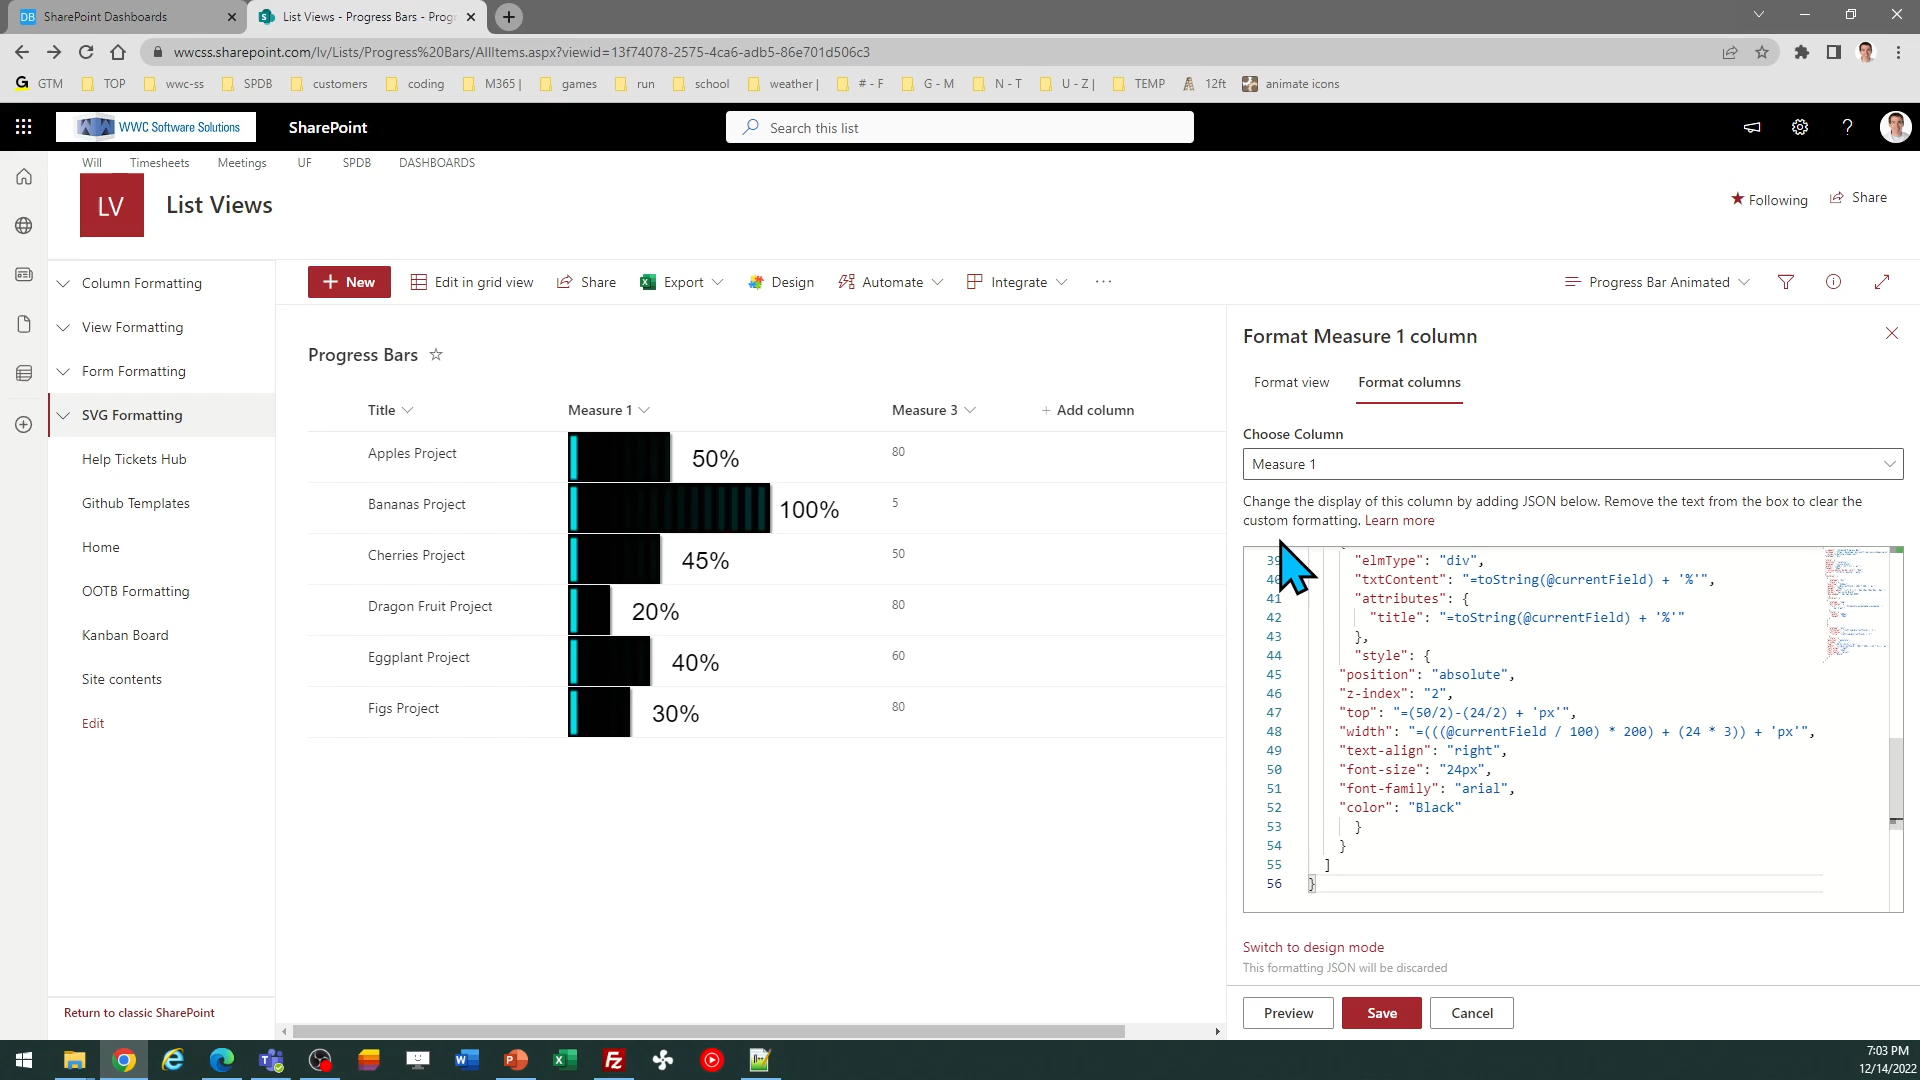 DB SharePoint Dashboards
S List Views - Progress Bars - Prog
wwcss.sharepoint.com/lv/Lists/Progress%20Bars/AllItems.aspx?viewid=13f74078-2575-4ca6-adb5-86e701d506c3
G GTM TOP wwc-ss SPDB customers coding M365 | games run school weather | # - F G - M N - T U - Z | TEMP 12ft animate icons
WWC Software Solutions SharePoint Search this list ?
Will Timesheets Meetings UF SPDB DASHBOARDS
LV List Views Following Share
Column Formatting
View Formatting
Form Formatting
SVG Formatting
Help Tickets Hub
Github Templates
Home
OOTB Formatting
Kanban Board
Site contents
Edit
Return to classic SharePoint
+ New Edit in grid view Share Export Design Automate Integrate ... Progress Bar Animated
Progress Bars
Title Measure 1 Measure 3 + Add column
Apples Project 50% 80
Bananas Project 100% 5
Cherries Project 45% 50
Dragon Fruit Project 20% 80
Eggplant Project 40% 60
Figs Project 30% 80
Format Measure 1 column
Format view Format columns
Choose Column
Measure 1
Change the display of this column by adding JSON below. Remove the text from the box to clear the
custom formatting. Learn more
39 "elmType": "div",
40 "txtContent": "=toString(@currentField) + '%'",
41 "attributes": {
42 "title": "=toString(@currentField) + '%'"
43 },
44 "style": {
45 "position": "absolute",
46 "z-index": "2",
47 "top": "=(50/2)-(24/2) + 'px'",
48 "width": "=(((@currentField / 100) * 200) + (24 * 3)) + 'px'",
49 "text-align": "right",
50 "font-size": "24px",
51 "font-family": "arial",
52 "color": "Black"
53 }
54 }
55 ]
56 }
Switch to design mode
This formatting JSON will be discarded
Preview Save Cancel
7:03 PM
12/14/2022